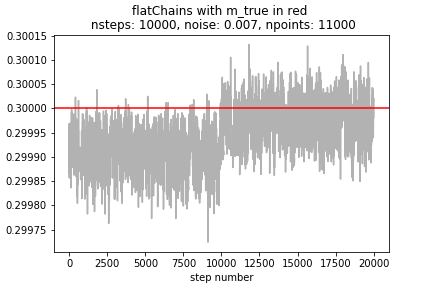 flatChains with m_true in red
nsteps: 10000, noise: 0.007, npoints: 11000
0.30015
0.30010
0.30005
0.30000
0.29995
0.29990
0.29985
0.29980
0.29975
0 2500 5000 7500 10000 12500 15000 17500 20000
step number